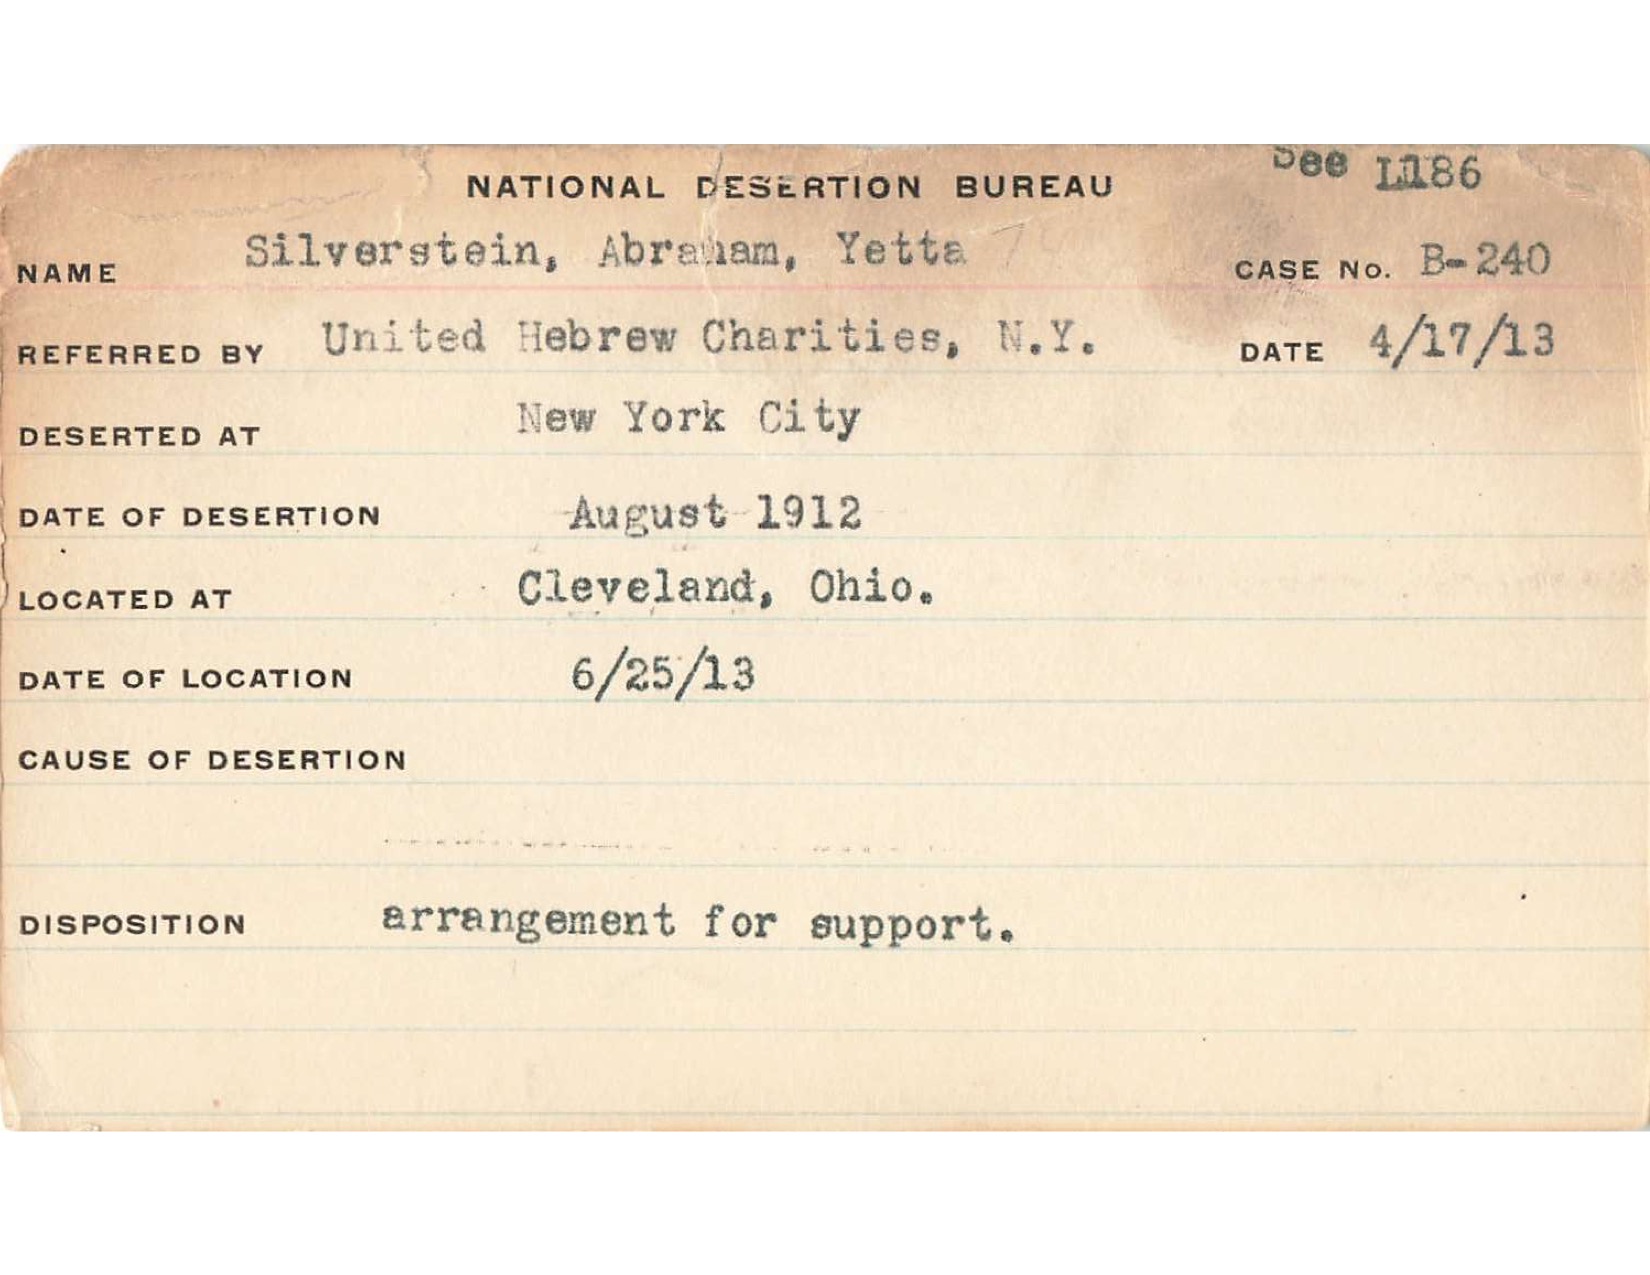 See L186
NATIONAL DESERTION BUREAU
NAME Silverstein, Abraham, Yetta CASE No. B-240
REFERRED BY United Hebrew Charities, N.Y. DATE 4/17/13
DESERTED AT New York City
DATE OF DESERTION August 1912
LOCATED AT Cleveland, Ohio.
DATE OF LOCATION 6/25/13
CAUSE OF DESERTION
DISPOSITION arrangement for support.